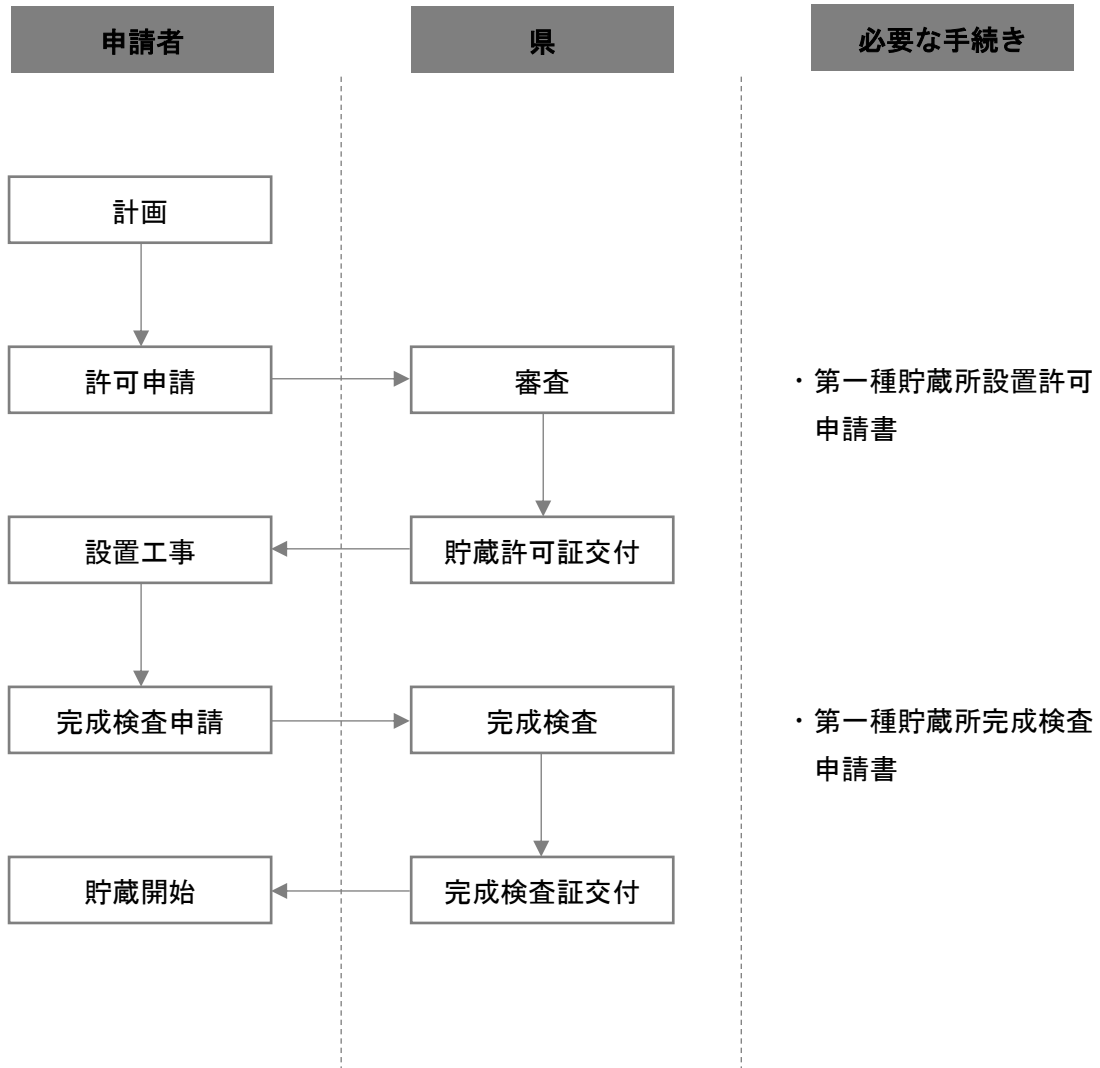 申請者
県
必要な手続き
計画
許可申請
審査
・第一種貯蔵所設置許可
申請書
設置工事
貯蔵許可証交付
完成検査申請
完成検査
・第一種貯蔵所完成検査
申請書
貯蔵開始
完成検査証交付